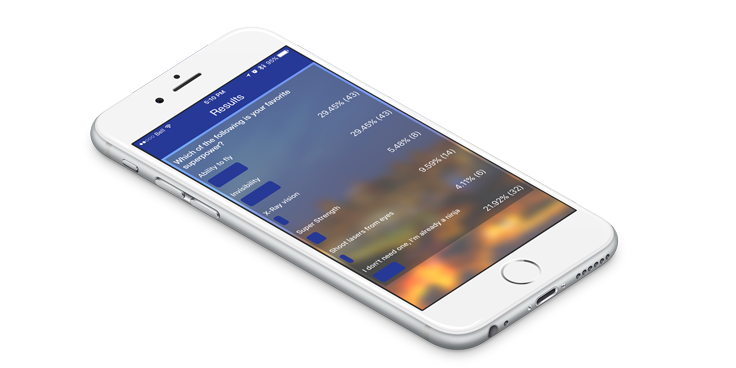 Bell 5:10 PM 95%
Results
Which of the following is your favorite
superpower?
Ability to fly 29.45% (43)
Invisibility 29.45% (43)
X-Ray vision 5.48% (8)
Super Strength 9.59% (14)
Shoot lasers from eyes 4.11% (6)
I don't need one, I'm already a ninja 21.92% (32)